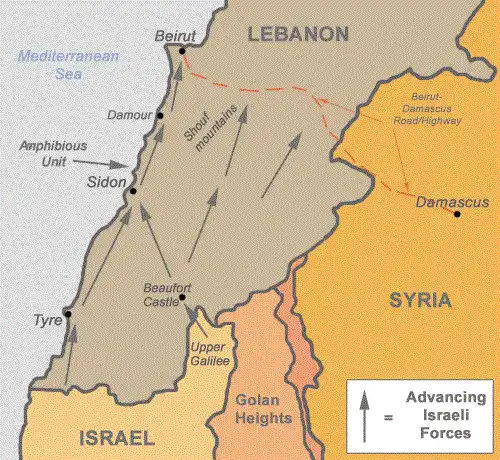 Beirut
LEBANON
Mediterranean
Sea
Damour
Shouf
mountains
Beirut-
Damascus
Road/Highway
Amphibious
Unit
Sidon
Damascus
Beaufort
Castle
SYRIA
Tyre
Upper
Galilee
Golan
Heights
ISRAEL
= Advancing
Israeli
Forces